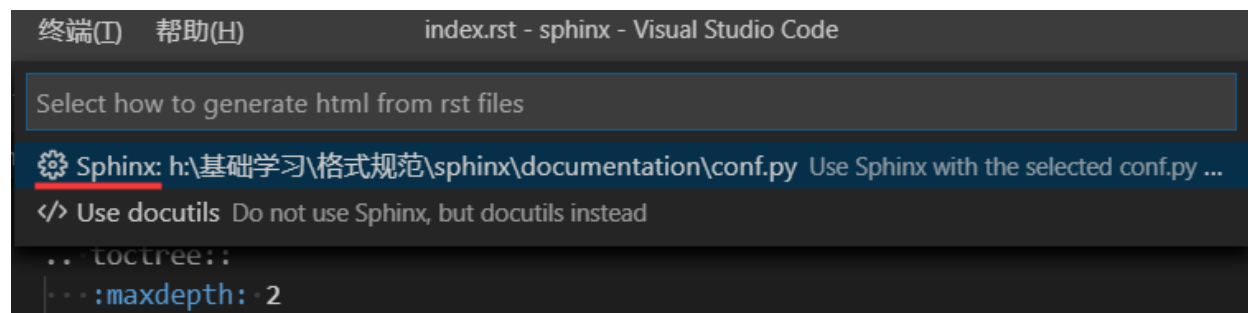 终端(T) 帮助(H) index.rst - sphinx - Visual Studio Code
Select how to generate html from rst files
Sphinx: h:\基础学习\格式规范\sphinx\documentation\conf.py Use Sphinx with the selected conf.py ...
</> Use docutils Do not use Sphinx, but docutils instead
.. toctree::
:maxdepth: 2